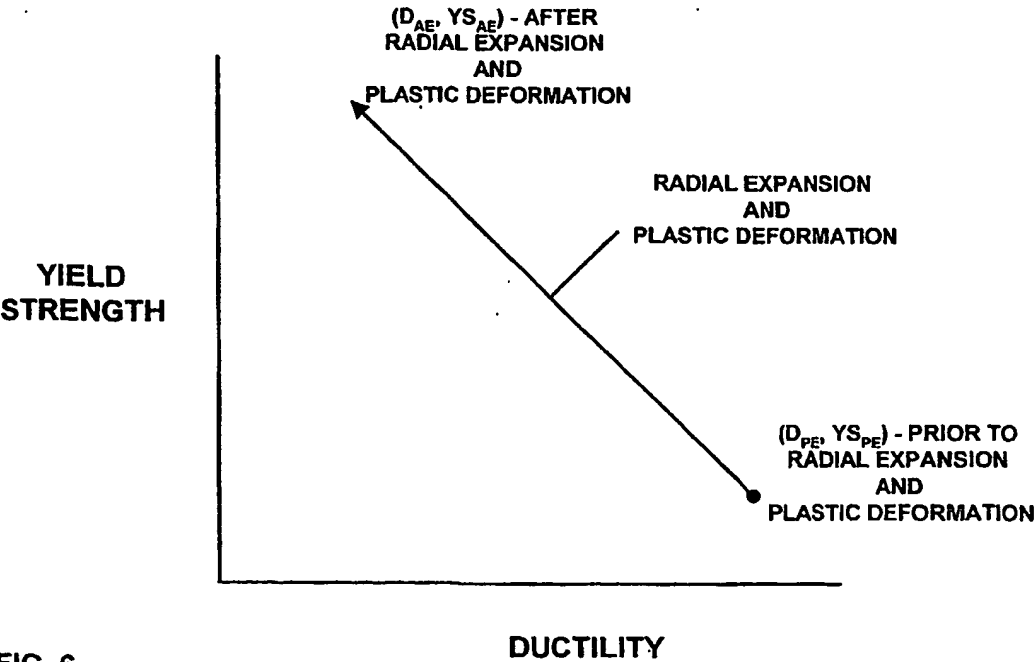 (D_AE, YS_AE) - AFTER
RADIAL EXPANSION
AND
PLASTIC DEFORMATION
RADIAL EXPANSION
AND
PLASTIC DEFORMATION
YIELD
STRENGTH
(D_PE, YS_PE) - PRIOR TO
RADIAL EXPANSION
AND
PLASTIC DEFORMATION
DUCTILITY